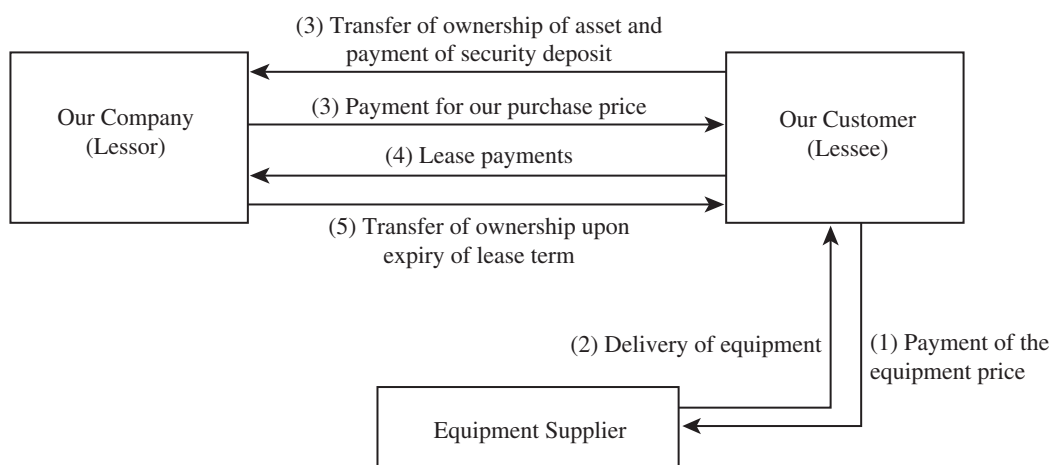 (3) Transfer of ownership of asset and
payment of security deposit
Our Company
(Lessor)
(3) Payment for our purchase price
Our Customer
(Lessee)
(4) Lease payments
(5) Transfer of ownership upon
expiry of lease term
(2) Delivery of equipment
(1) Payment of the
equipment price
Equipment Supplier